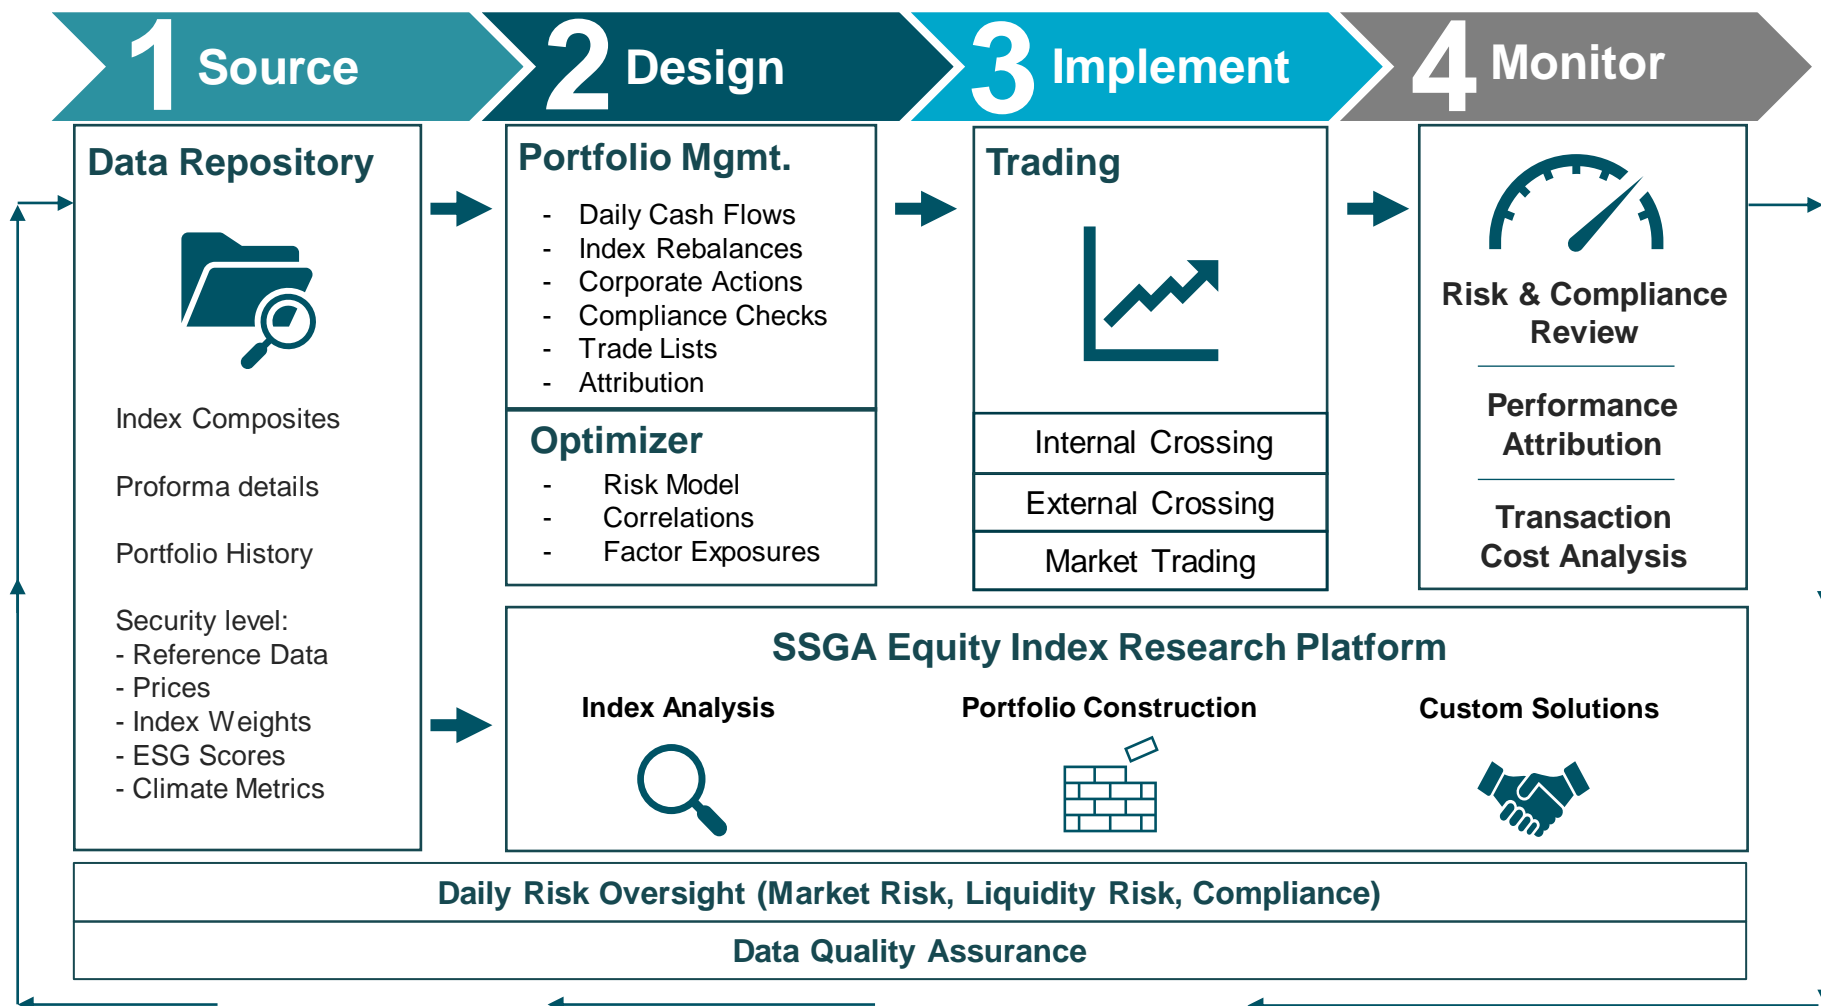 1 Source
2 Design
3 Implement
4 Monitor
Data Repository
Index Composites
Proforma details
Portfolio History
Security level:
- Reference Data
- Prices
- Index Weights
- ESG Scores
- Climate Metrics
Portfolio Mgmt.
- Daily Cash Flows
- Index Rebalances
- Corporate Actions
- Compliance Checks
- Trade Lists
- Attribution
Optimizer
- Risk Model
- Correlations
- Factor Exposures
Trading
Internal Crossing
External Crossing
Market Trading
Risk & Compliance
Review
Performance
Attribution
Transaction
Cost Analysis
SSGA Equity Index Research Platform
Index Analysis
Portfolio Construction
Custom Solutions
Daily Risk Oversight (Market Risk, Liquidity Risk, Compliance)
Data Quality Assurance